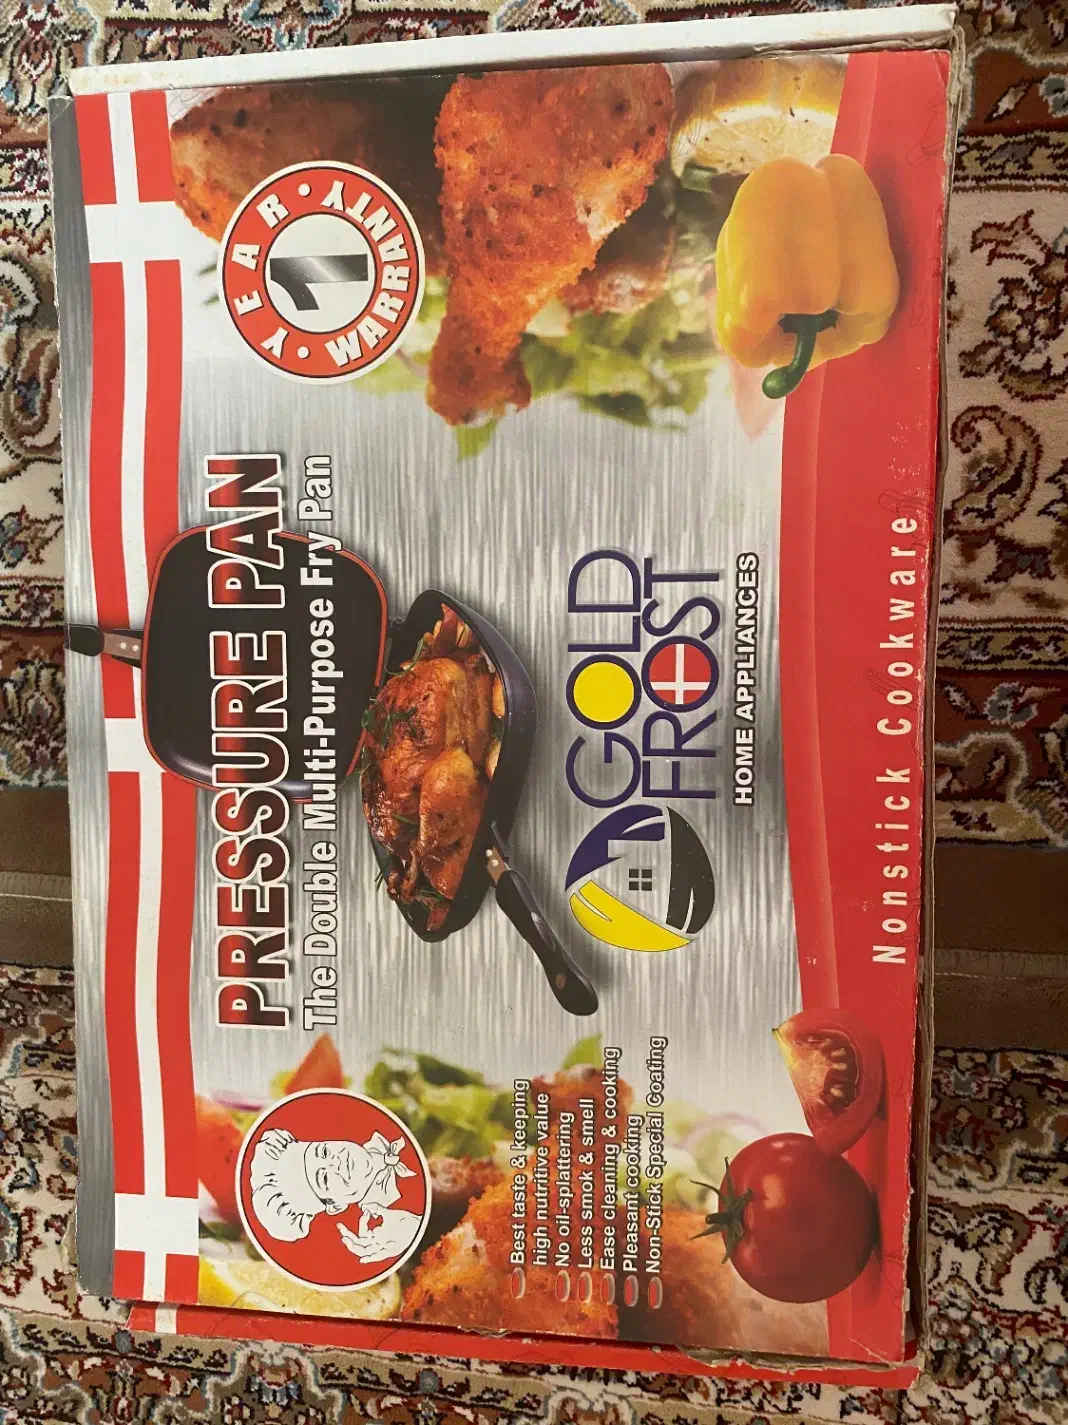 PRESSURE PAN
The Double Multi-Purpose Fry Pan
YEAR • WARRANTY •
1
GOLD
FROST
HOME APPLIANCES
Best taste & keeping
high nutritive value
No oil-splattering
Less smok & smell
Ease cleaning & cooking
Pleasant cooking
Non-Stick Special Coating
Nonstick Cookware